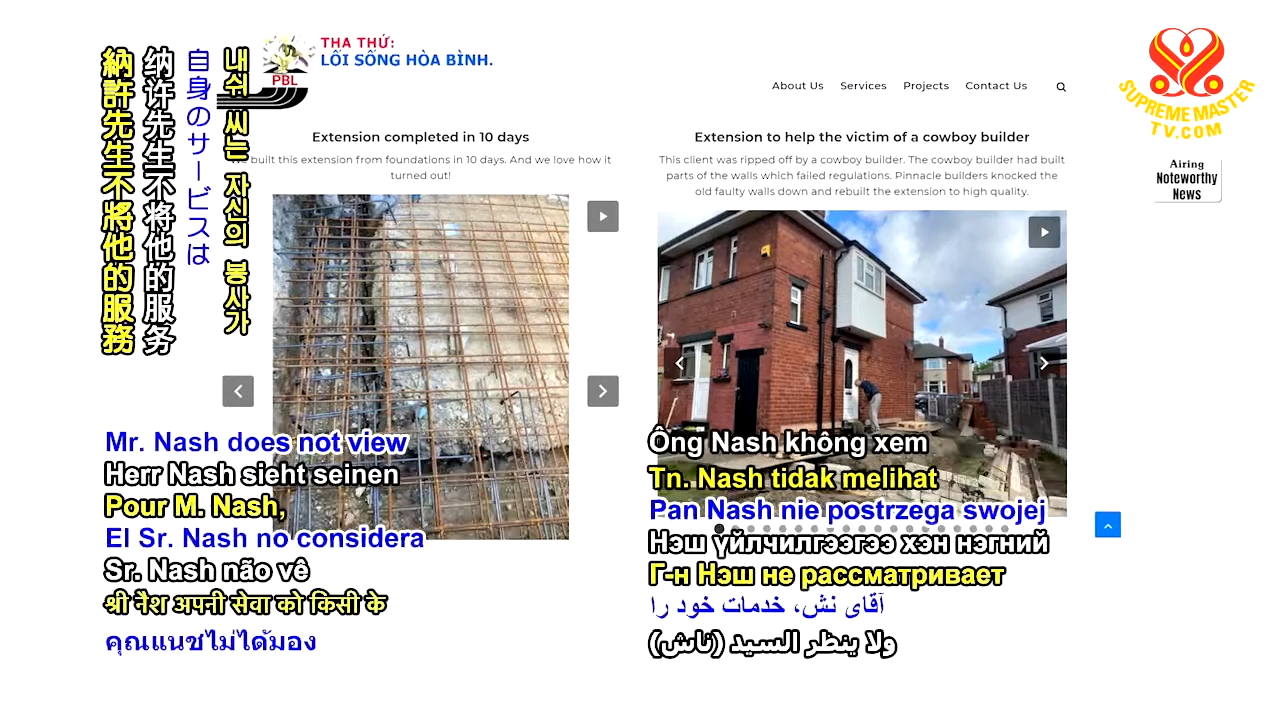 納許先生不將他的服務
纳许先生不将他的服务
自身のサービスは
내쉬 씨는 자신의 봉사가
PBL
THA THỨ:
LỐI SỐNG HÒA BÌNH.
About Us Services Projects Contact Us
SUPREME MASTER
TV.COM
Airing
Noteworthy
News
Extension completed in 10 days
built this extension from foundations in 10 days. And we love how it
turned out!
Extension to help the victim of a cowboy builder
This client was ripped off by a cowboy builder. The cowboy builder had built
parts of the walls which failed regulations. Pinnacle builders knocked the
old faulty walls down and rebuilt the extension to high quality.
Mr. Nash does not view
Herr Nash sieht seinen
Pour M. Nash,
El Sr. Nash no considera
Sr. Nash não vê
श्री नैश अपनी सेवा को किसी के
คุณแนชไม่ได้มอง
Ông Nash không xem
Tn. Nash tidak melihat
Pan Nash nie postrzega swojej
Нэш үйлчилгээгээ хэн нэгний
Г-н Нэш не рассматривает
آقای نش، خدمات خود را
ولا ينظر السيد (ناش)